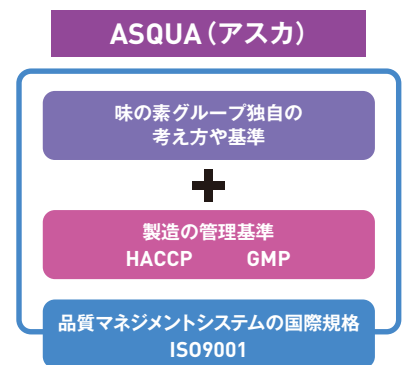 ASQUA（アスカ）
味の素グループ独自の
考え方や基準
+
製造の管理基準
HACCP GMP
品質マネジメントシステムの国際規格
ISO9001